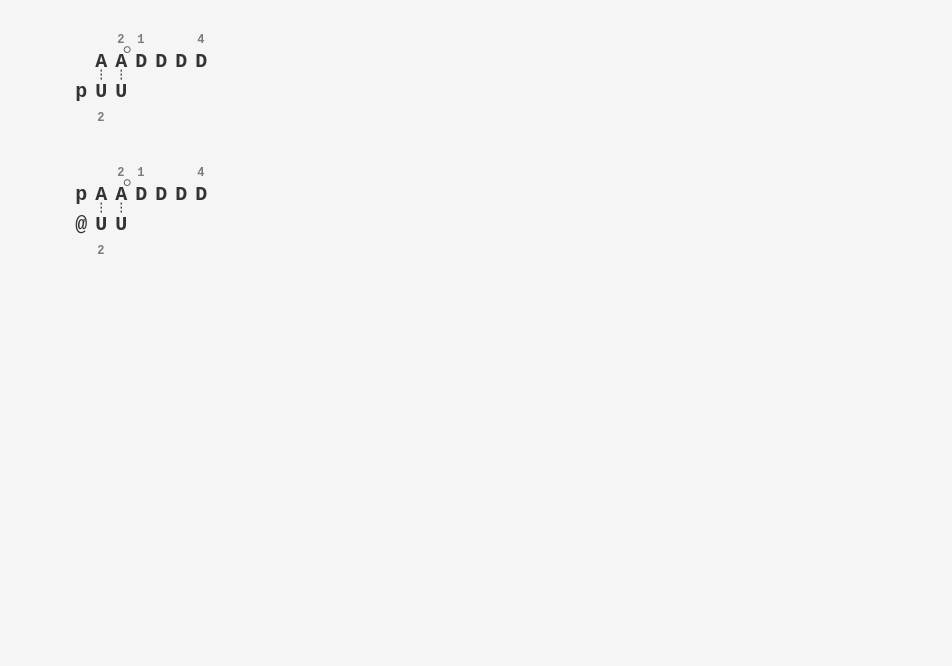 2 1 4
A A D D D D
p U U
2
2 1 4
p A A D D D D
@ U U
2